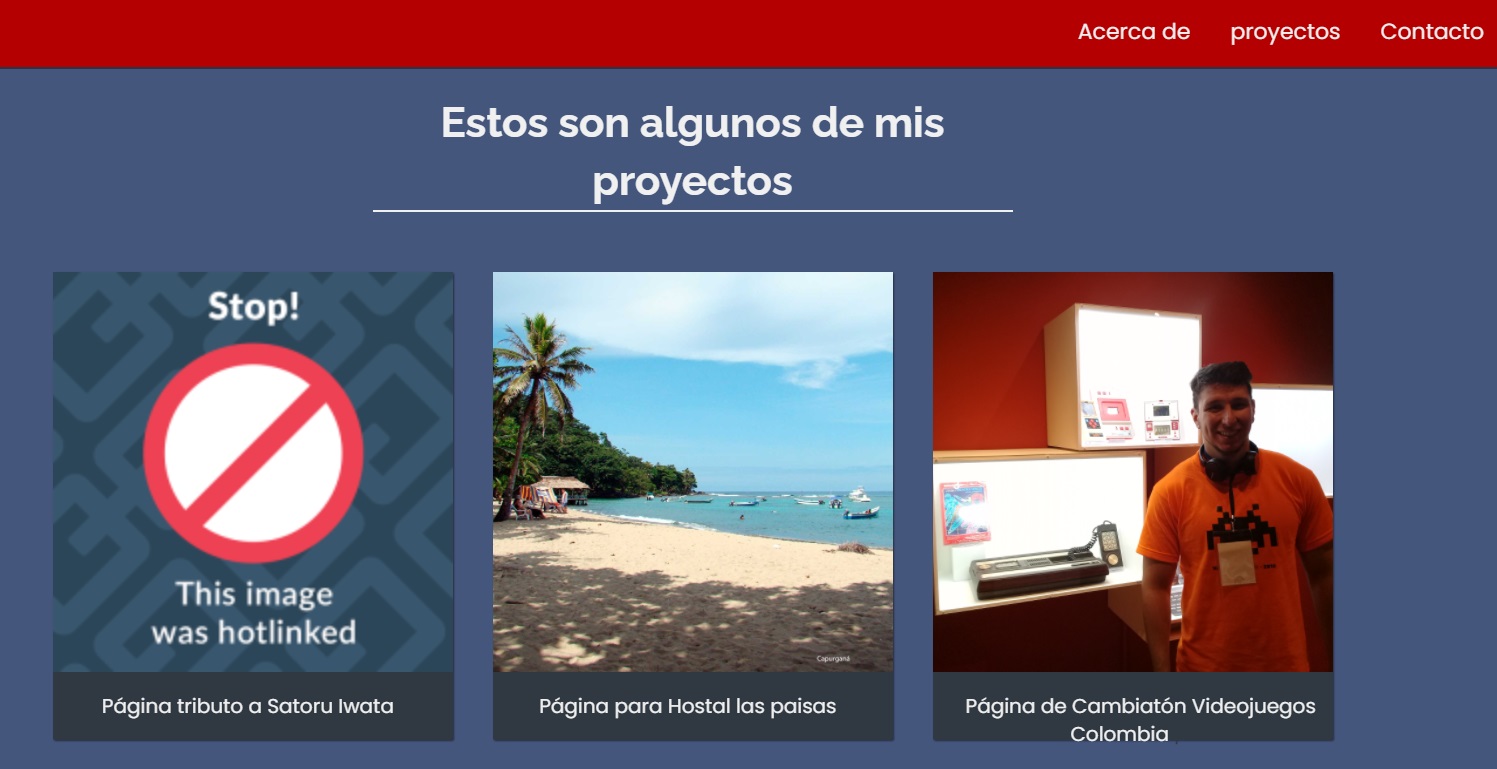 Acerca de proyectos Contacto
Estos son algunos de mis
proyectos
Stop!
This image
was hotlinked
Capurganá
Página tributo a Satoru Iwata
Página para Hostal las paisas
Página de Cambiatón Videojuegos
Colombia